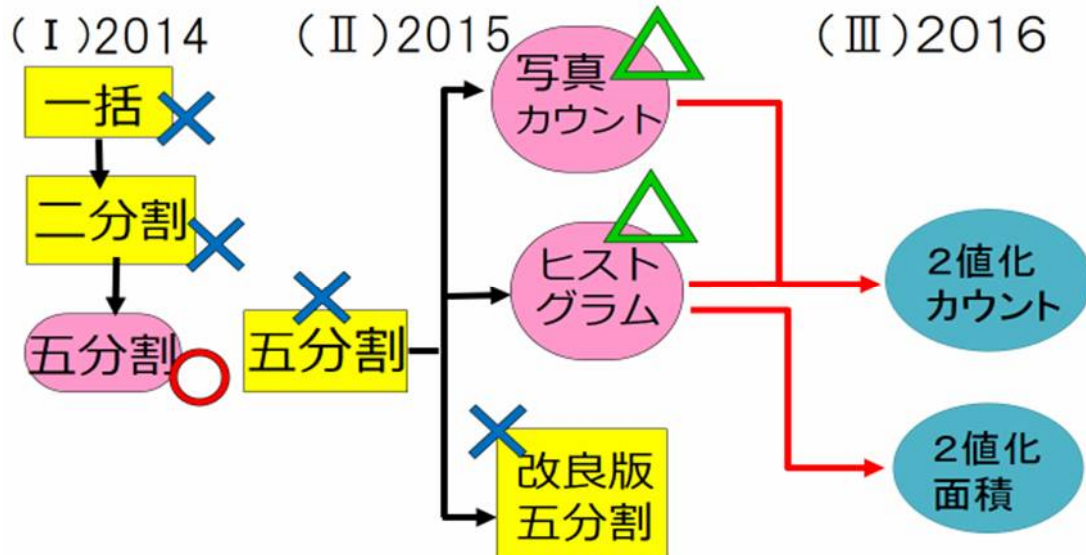 (Ⅰ)2014
一括
二分割
五分割
(Ⅱ)2015
五分割
写真
カウント
ヒスト
グラム
改良版
五分割
(Ⅲ)2016
2値化
カウント
2値化
面積